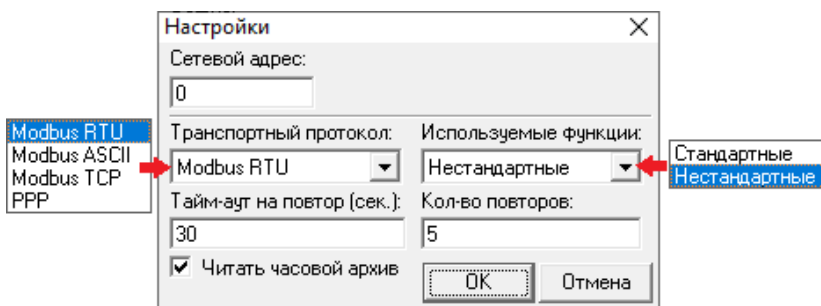 Настройки
Сетевой адрес:
0
Транспортный протокол:
Используемые функции:
Modbus RTU
Modbus ASCII
Modbus TCP
PPP
Modbus RTU
Нестандартные
Стандартные
Нестандартные
Тайм-аут на повтор (сек.):
Кол-во повторов:
30
5
Читать часовой архив
OK
Отмена